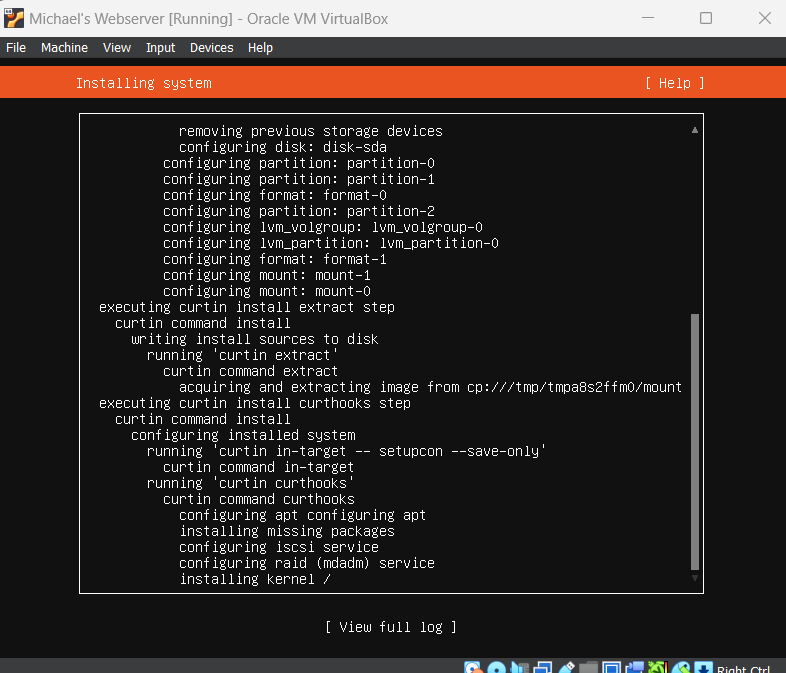 Michael's Webserver [Running] - Oracle VM VirtualBox
File Machine View Input Devices Help
Installing system [ Help ]
removing previous storage devices
configuring disk: disk-sda
configuring partition: partition-0
configuring partition: partition-1
configuring format: format-0
configuring partition: partition-2
configuring lvm_volgroup: lvm_volgroup-0
configuring lvm_partition: lvm_partition-0
configuring format: format-1
configuring mount: mount-1
configuring mount: mount-0
executing curtin install extract step
curtin command install
writing install sources to disk
running 'curtin extract'
curtin command extract
acquiring and extracting image from cp:///tmp/tmpa8s2ffm0/mount
executing curtin install curthooks step
curtin command install
configuring installed system
running 'curtin in-target -- setupcon --save-only'
curtin command in-target
running 'curtin curthooks'
curtin command curthooks
configuring apt configuring apt
installing missing packages
configuring iscsi service
configuring raid (mdadm) service
installing kernel /
[ View full log ]
Right Ctrl